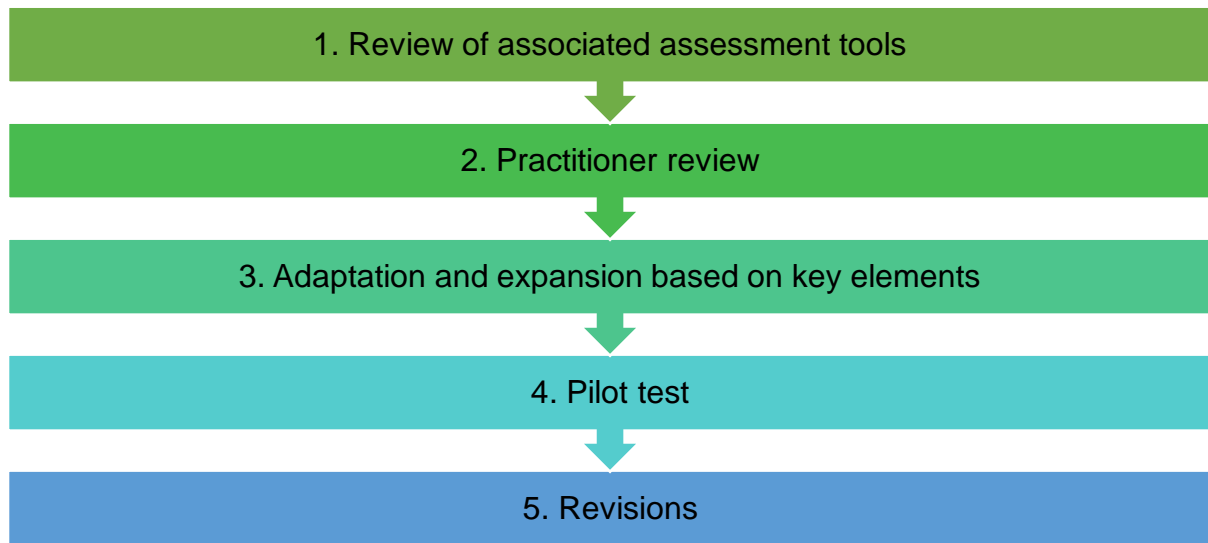 1. Review of associated assessment tools
2. Practitioner review
3. Adaptation and expansion based on key elements
4. Pilot test
5. Revisions